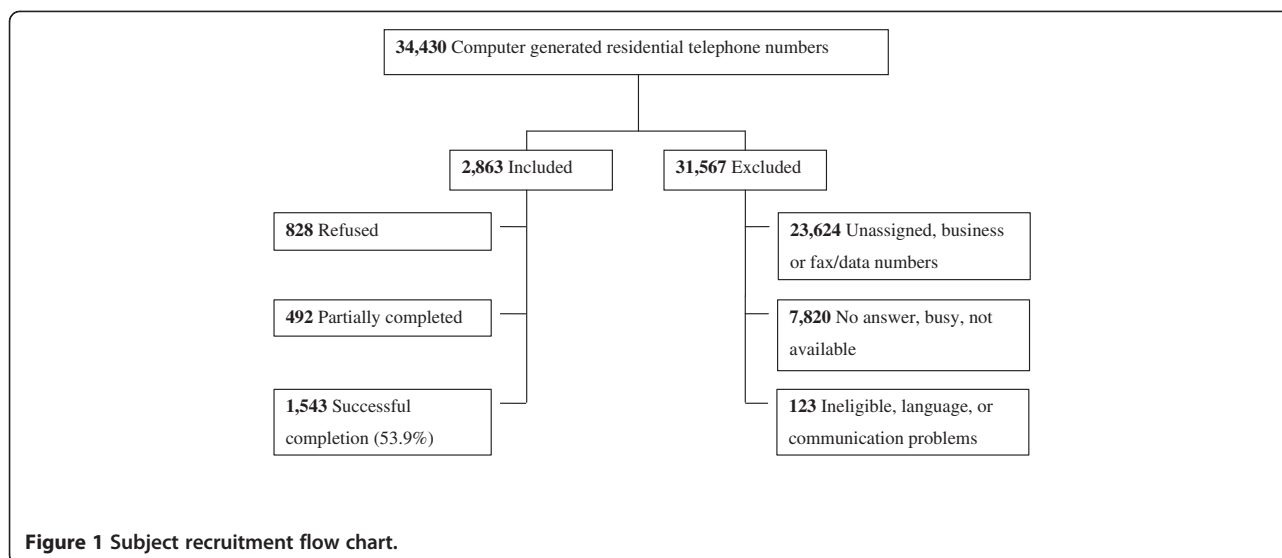 34,430 Computer generated residential telephone numbers
2,863 Included
31,567 Excluded
828 Refused
23,624 Unassigned, business
or fax/data numbers
492 Partially completed
7,820 No answer, busy, not
available
1,543 Successful
completion (53.9%)
123 Ineligible, language, or
communication problems
Figure 1 Subject recruitment flow chart.